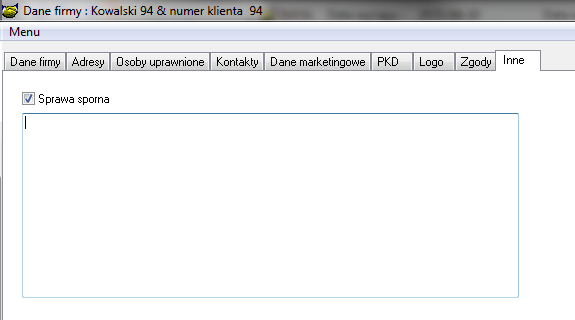 Dane firmy : Kowalski 94 & numer klienta 94
Menu
Dane firmy Adresy Osoby uprawnione Kontakty Dane marketingowe PKD Logo Zgody Inne
Sprawa sporna